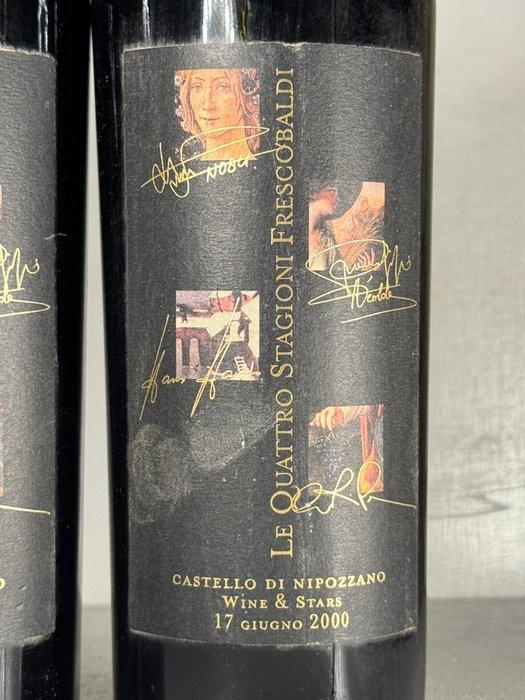 LE QUATTRO STAGIONI FRESCOBALDI
CASTELLO DI NIPOZZANO
WINE & STARS
17 GIUGNO 2000